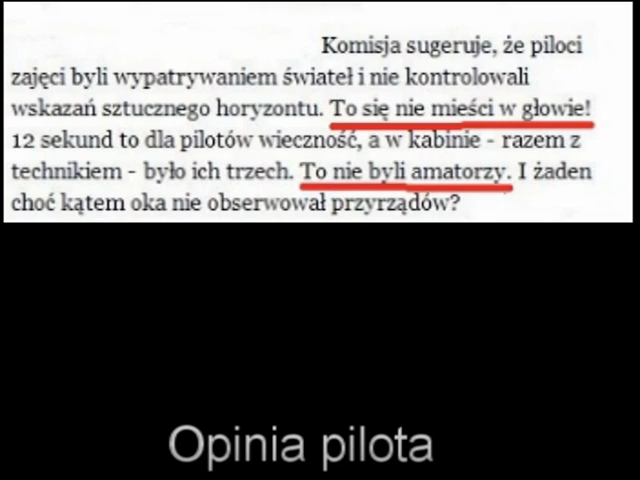 Komisja sugeruje, że piloci
zajęci byli wypatrywaniem świateł i nie kontrolowali
wskazań sztucznego horyzontu. To się nie mieści w głowie!
12 sekund to dla pilotów wieczność, a w kabinie - razem z
technikiem - było ich trzech. To nie byli amatorzy. I żaden
choć kątem oka nie obserwował przyrządów?
Opinia pilota